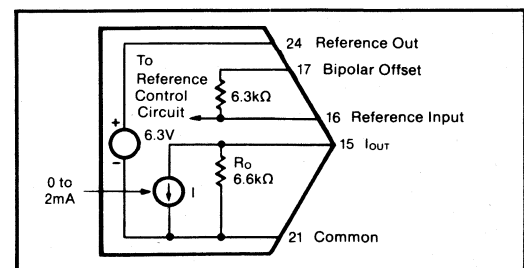 24 Reference Out
17 Bipolar Offset
To
Reference
Control
Circuit
6.3kΩ
16 Reference Input
+
6.3V
−
15 IOUT
RO
6.6kΩ
0 to
2mA
I
21 Common